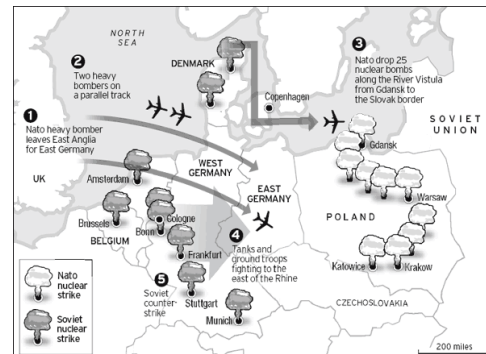 NORTH
SEA
DENMARK
Copenhagen
3
Nato drop 25
nuclear bombs
along the River Vistula
from Gdansk to
the Slovak border
2
Two heavy
bombers on
a parallel track
1
Nato heavy bomber
leaves East Anglia
for East Germany
SOVIET
UNION
Gdansk
UK
Amsterdam
WEST
GERMANY
EAST
GERMANY
Warsaw
POLAND
Brussels
BELGIUM
Cologne
Bonn
Frankfurt
4
Tanks and
ground troops
fighting to the
east of the Rhine
Katowice
Krakow
5
Soviet
counter-
strike
Stuttgart
Munich
CZECHOSLOVAKIA
Nato
nuclear
strike
Soviet
nuclear
strike
200 miles